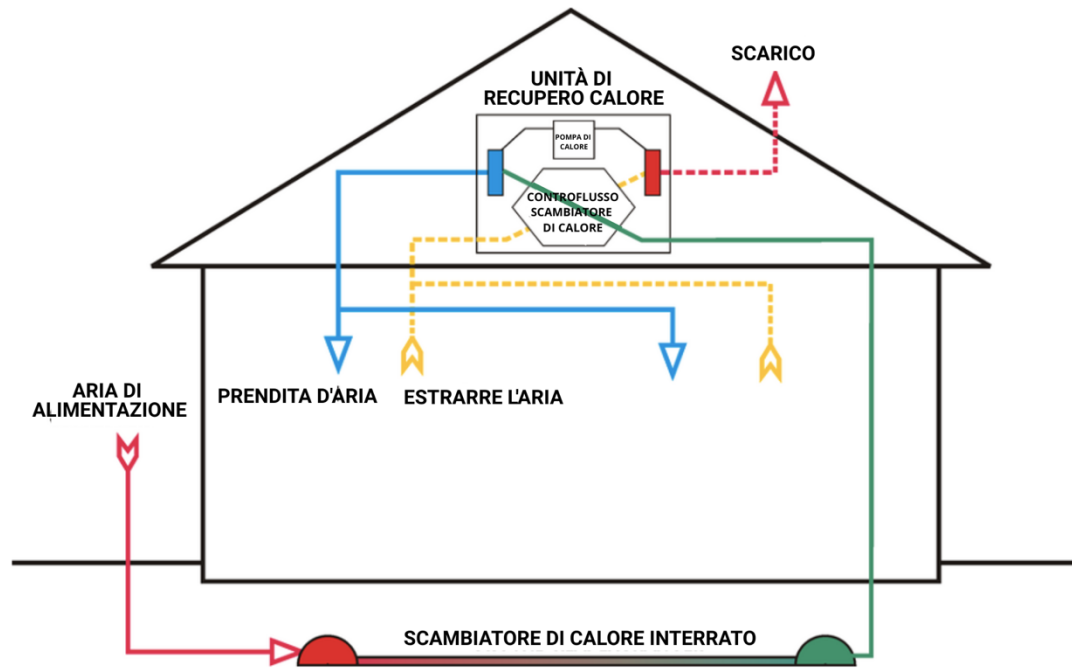 SCARICO
UNITÀ DI
RECUPERO CALORE
POMPA DI
CALORE
CONTROFLUSSO
SCAMBIATORE
DI CALORE
ARIA DI
ALIMENTAZIONE
PRENDITA D'ARIA
ESTRARRE L'ARIA
SCAMBIATORE DI CALORE INTERRATO